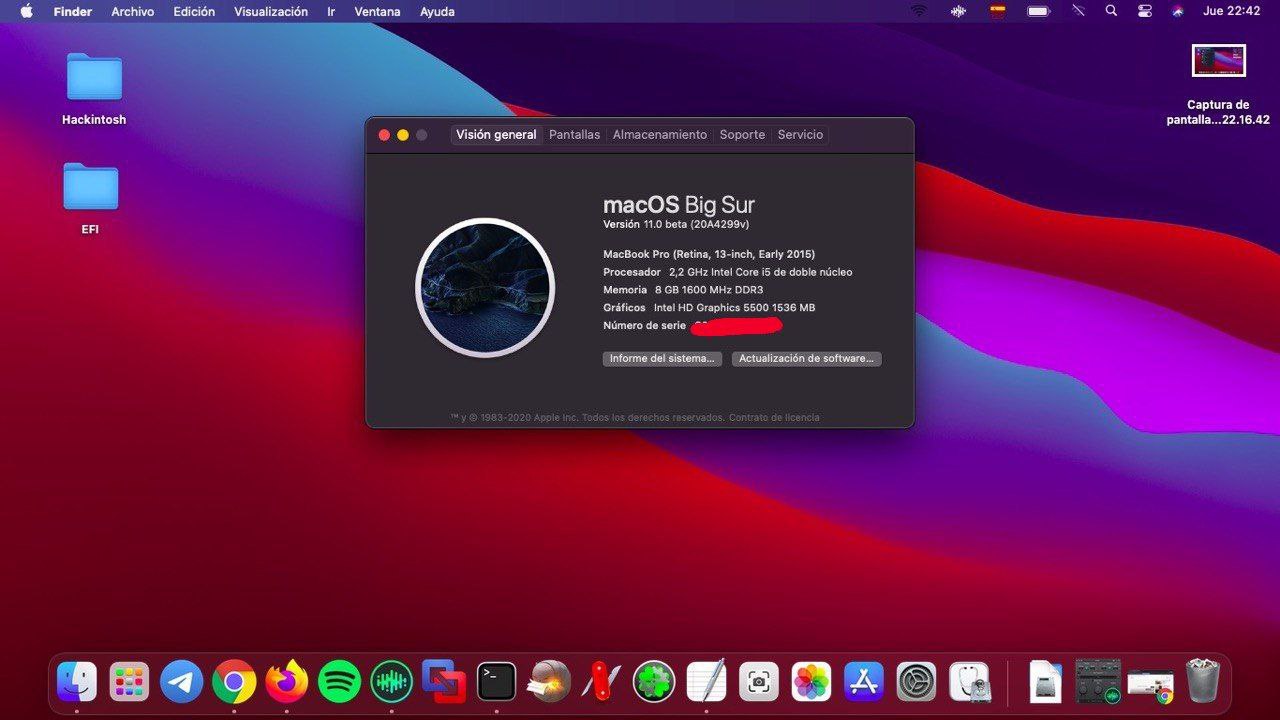 Finder Archivo Edición Visualización Ir Ventana Ayuda Jue 22:42
Hackintosh
EFI
Captura de
pantalla...22.16.42
Visión general Pantallas Almacenamiento Soporte Servicio
macOS Big Sur
Versión 11.0 beta (20A4299v)
MacBook Pro (Retina, 13-inch, Early 2015)
Procesador 2,2 GHz Intel Core i5 de doble núcleo
Memoria 8 GB 1600 MHz DDR3
Gráficos Intel HD Graphics 5500 1536 MB
Número de serie
Informe del sistema... Actualización de software...
™ y © 1983-2020 Apple Inc. Todos los derechos reservados. Contrato de licencia
>_